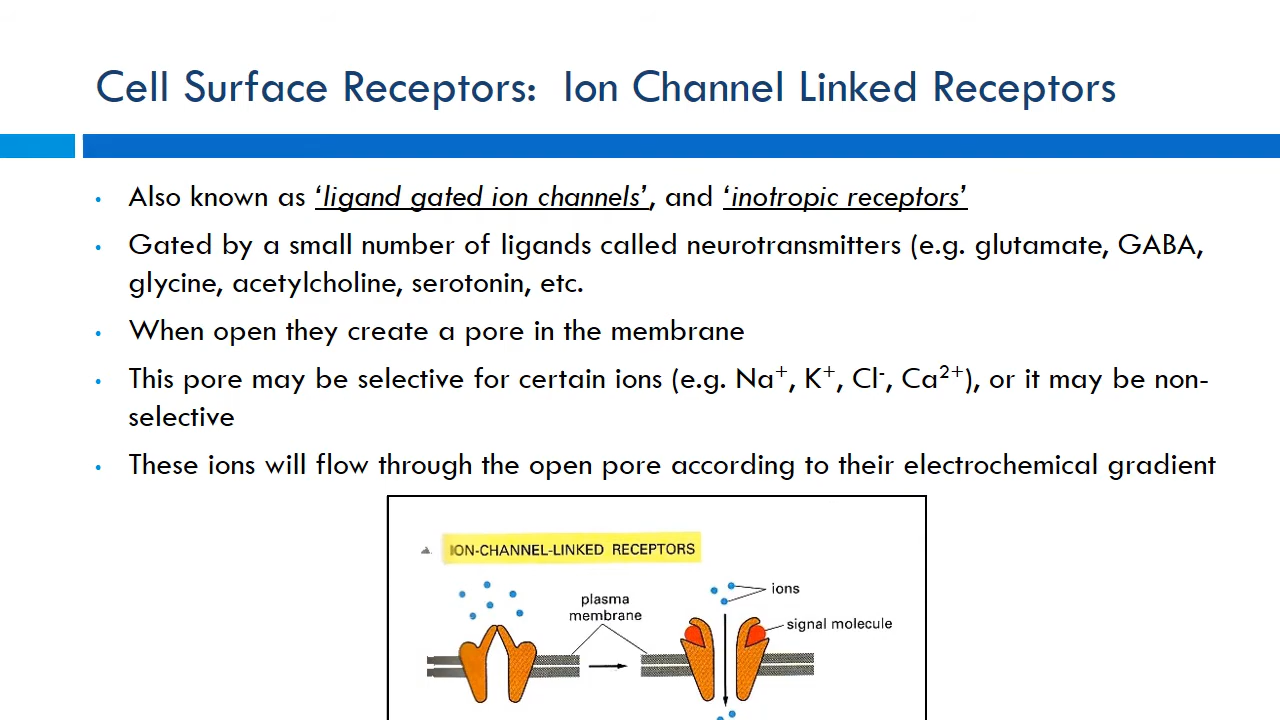 Cell Surface Receptors:  Ion Channel Linked Receptors
• Also known as ‘ligand gated ion channels’, and ‘inotropic receptors’
• Gated by a small number of ligands called neurotransmitters (e.g. glutamate, GABA,
glycine, acetylcholine, serotonin, etc.
• When open they create a pore in the membrane
• This pore may be selective for certain ions (e.g. Na⁺, K⁺, Cl⁻, Ca²⁺), or it may be non-
selective
• These ions will flow through the open pore according to their electrochemical gradient
ION-CHANNEL-LINKED RECEPTORS
plasma
membrane
ions
signal molecule